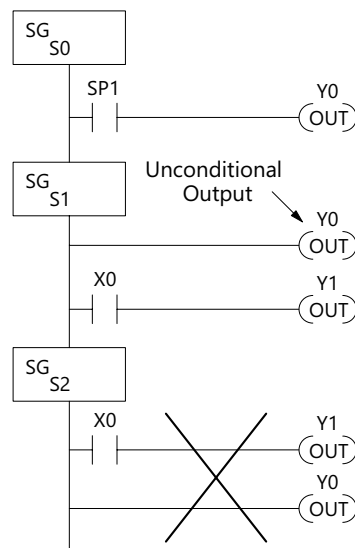 SG
S0
SP1
Y0
OUT
SG
S1
Unconditional
Output
Y0
OUT
X0
Y1
OUT
SG
S2
X0
Y1
OUT
Y0
OUT